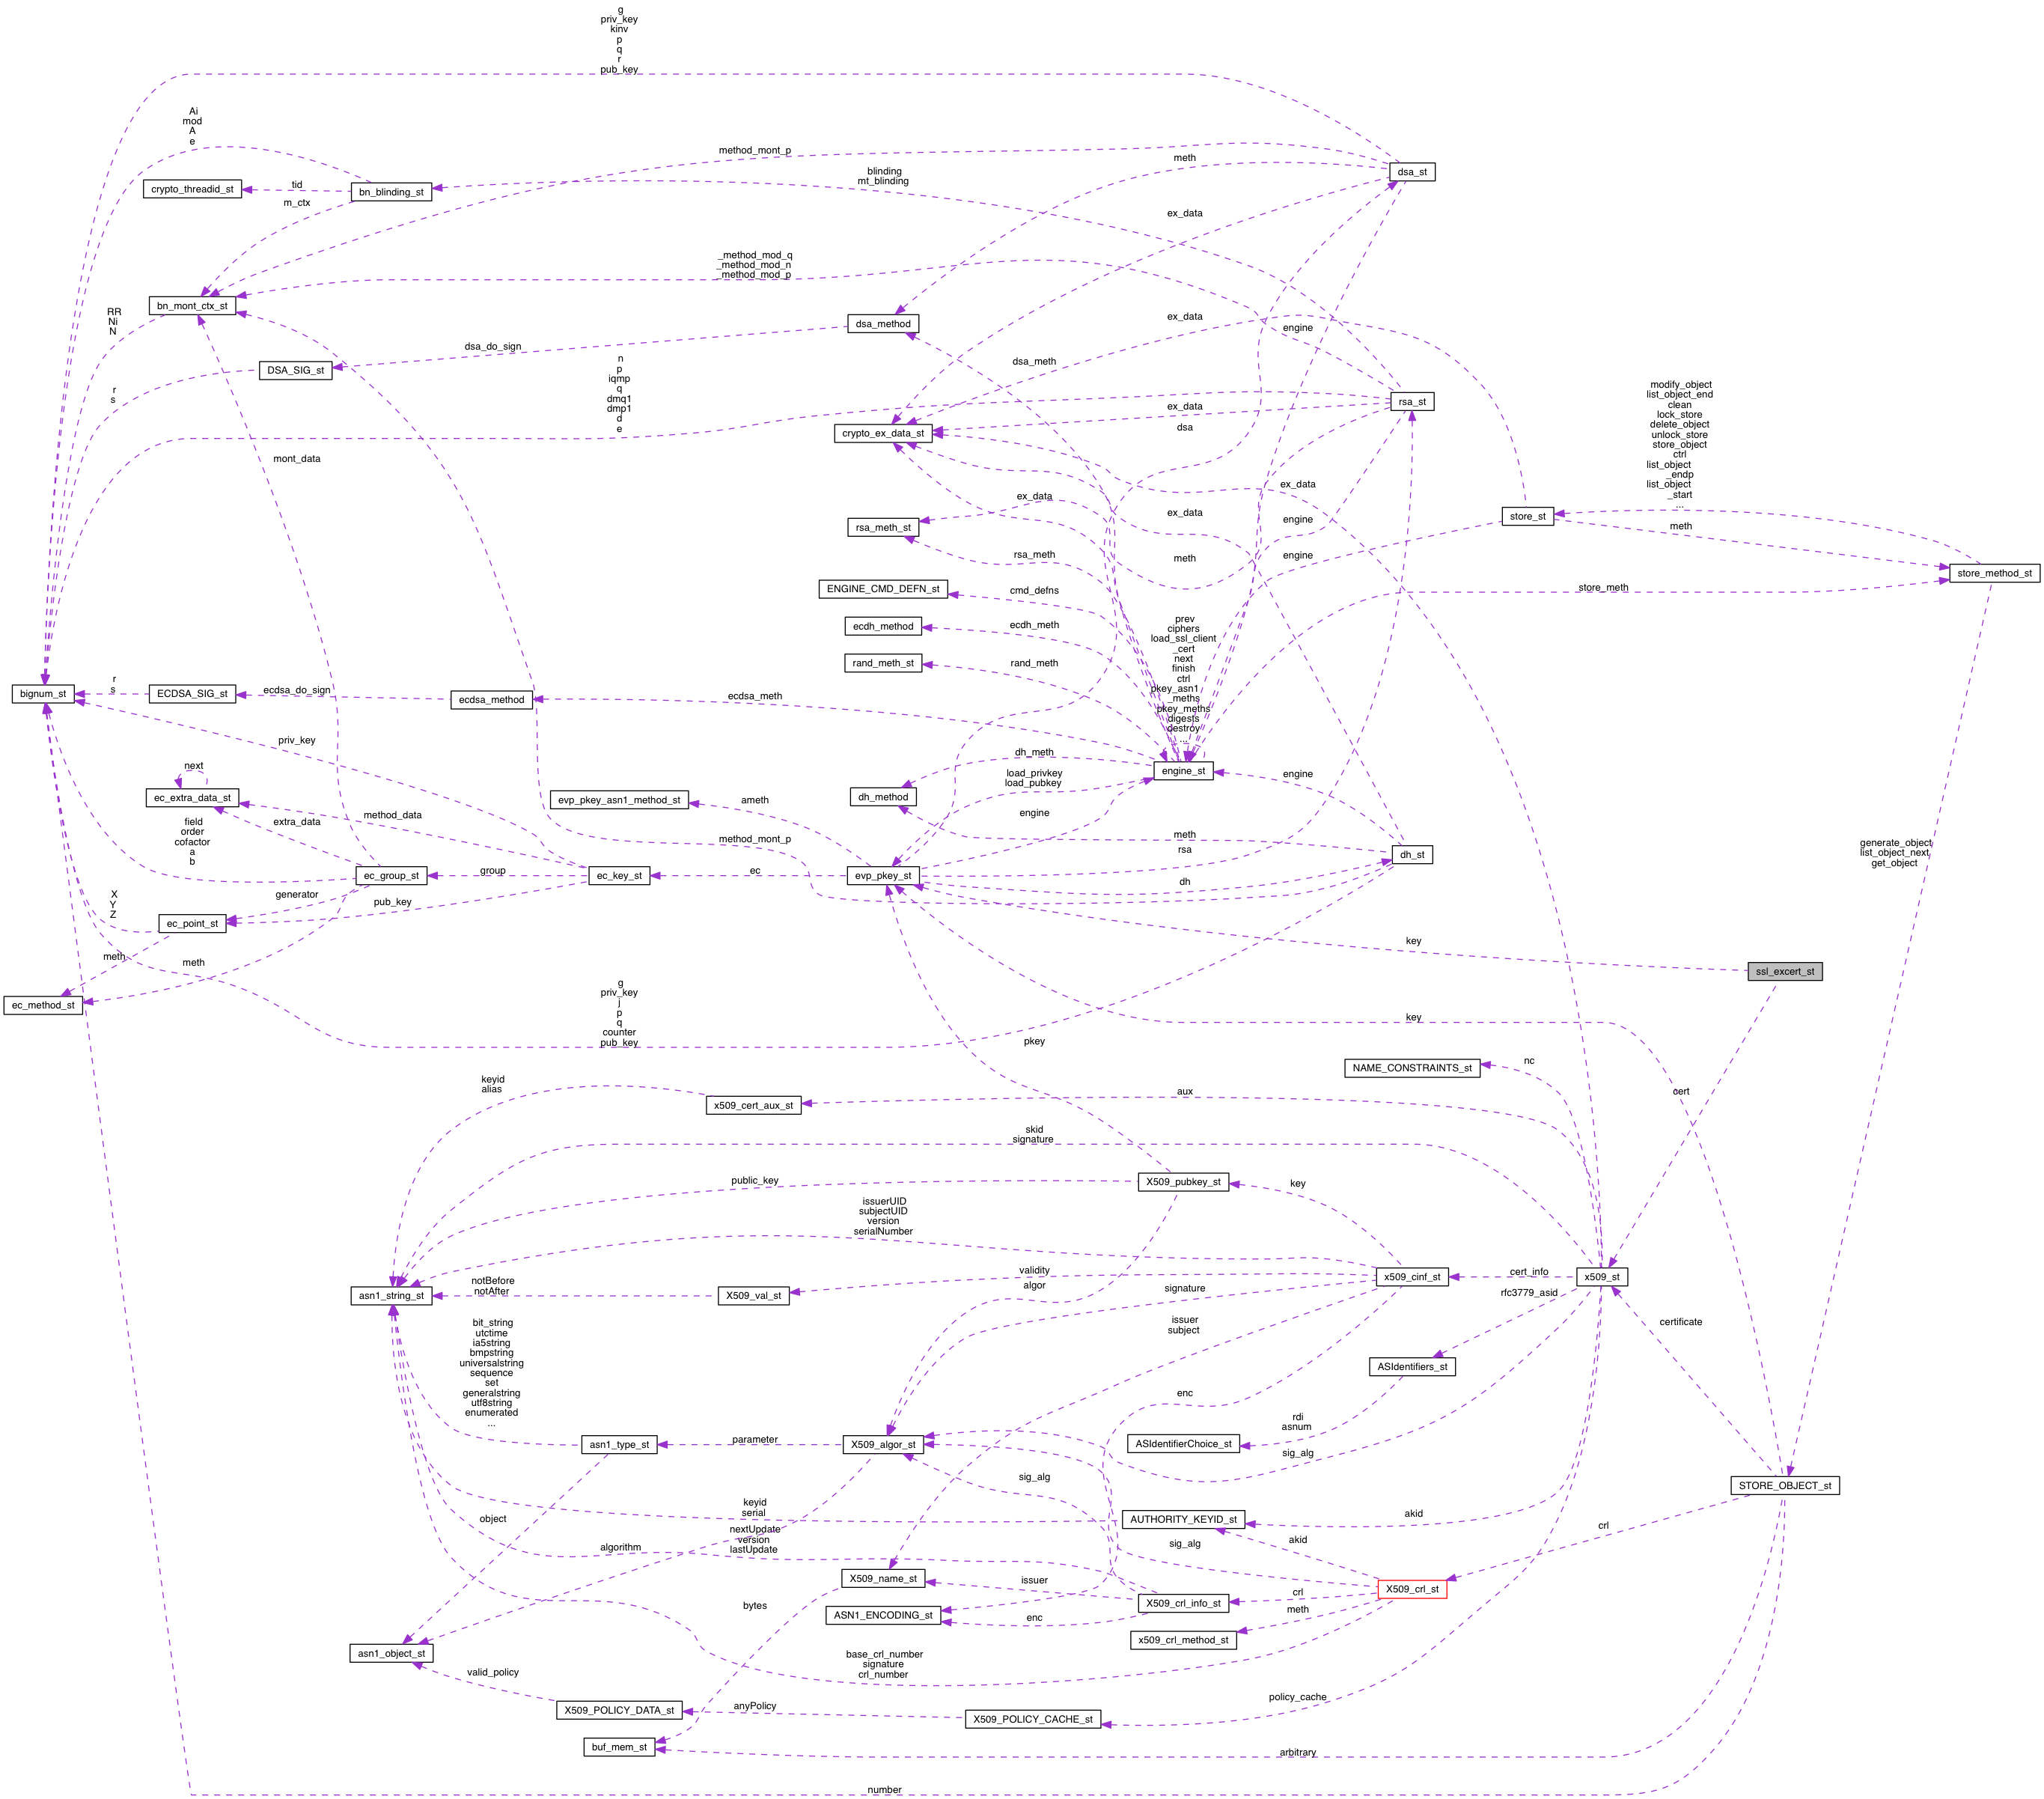 g
priv_key
kinv
p
q
r
pub_key
Ai
mod
A
e
method_mont_p
meth
blinding
mt_blinding
dsa_st
crypto_threadid_st
tid
bn_blinding_st
m_ctx
ex_data
_method_mod_q
_method_mod_n
_method_mod_p
bn_mont_ctx_st
RR
Ni
N
dsa_method
ex_data
engine
dsa_do_sign
dsa_meth
DSA_SIG_st
n
p
iqmp
q
dmq1
dmp1
d
e
r
s
rsa_st
ex_data
dsa
crypto_ex_data_st
modify_object
list_object_end
clean
lock_store
delete_object
unlock_store
store_object
ctrl
list_object
_endp
list_object
_start
...
mont_data
ex_data
ex_data
rsa_meth_st
ex_data
engine
store_st
meth
rsa_meth
meth
engine
store_method_st
ENGINE_CMD_DEFN_st
cmd_defns
store_meth
ecdh_method
ecdh_meth
prev
ciphers
load_ssl_client
_cert
next
finish
ctrl
pkey_asn1
_meths
pkey_meths
digests
destroy
...
rand_meth_st
rand_meth
bignum_st
r
s
ECDSA_SIG_st
ecdsa_do_sign
ecdsa_method
ecdsa_meth
priv_key
dh_meth
next
engine_st
load_privkey
load_pubkey
engine
ec_extra_data_st
evp_pkey_asn1_method_st
ameth
dh_method
engine
method_data
extra_data
field
order
cofactor
a
b
method_mont_p
meth
rsa
dh_st
generate_object
list_object_next
get_object
ec_group_st
group
ec_key_st
ec
evp_pkey_st
dh
generator
pub_key
X
Y
Z
ec_point_st
key
meth
meth
ssl_excert_st
ec_method_st
g
priv_key
j
p
q
counter
pub_key
key
pkey
nc
NAME_CONSTRAINTS_st
keyid
alias
x509_cert_aux_st
aux
cert
skid
signature
public_key
X509_pubkey_st
key
issuerUID
subjectUID
version
serialNumber
notBefore
notAfter
validity
algor
x509_cinf_st
cert_info
x509_st
asn1_string_st
X509_val_st
signature
rfc3779_asid
issuer
subject
certificate
bit_string
utctime
ia5string
bmpstring
universalstring
sequence
set
generalstring
utf8string
enumerated
...
ASIdentifiers_st
enc
rdi
asnum
asn1_type_st
parameter
X509_algor_st
ASIdentifierChoice_st
sig_alg
sig_alg
STORE_OBJECT_st
keyid
serial
AUTHORITY_KEYID_st
akid
object
crl
nextUpdate
version
lastUpdate
algorithm
akid
sig_alg
X509_name_st
issuer
X509_crl_st
crl
bytes
X509_crl_info_st
ASN1_ENCODING_st
enc
meth
x509_crl_method_st
asn1_object_st
base_crl_number
signature
crl_number
valid_policy
policy_cache
X509_POLICY_DATA_st
anyPolicy
X509_POLICY_CACHE_st
buf_mem_st
arbitrary
number